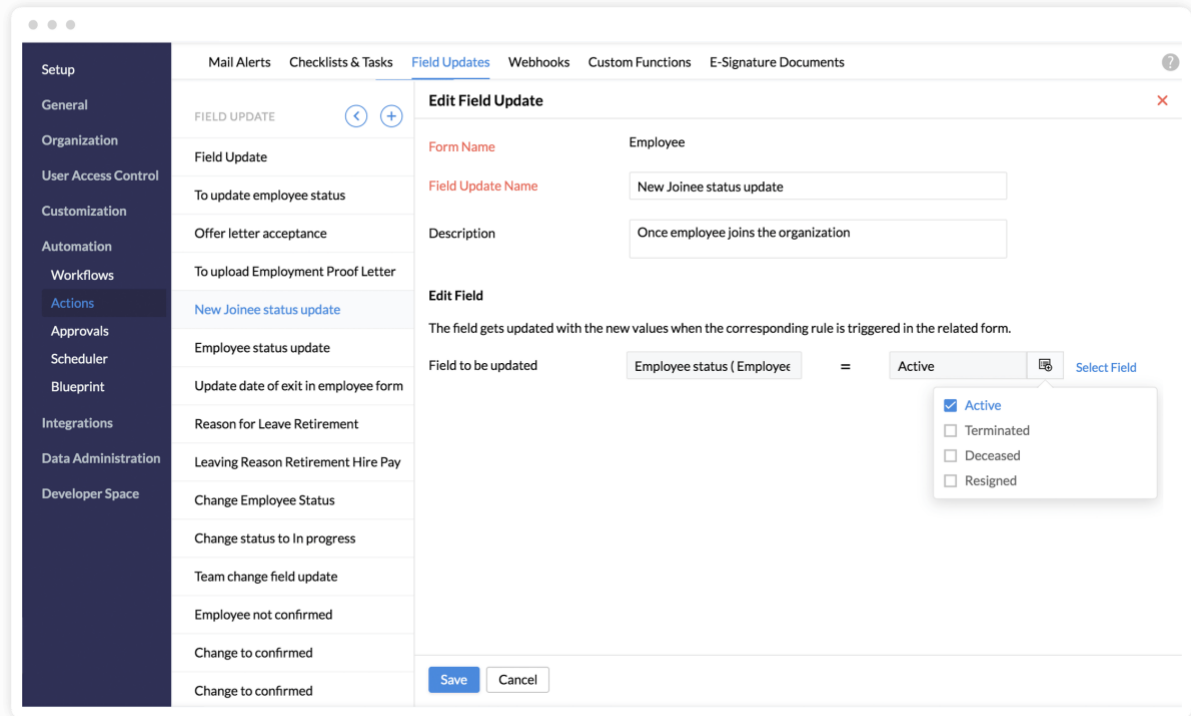 Setup
General
Organization
User Access Control
Customization
Automation
Workflows
Actions
Approvals
Scheduler
Blueprint
Integrations
Data Administration
Developer Space
Mail Alerts Checklists & Tasks Field Updates Webhooks Custom Functions E-Signature Documents ?
FIELD UPDATE
Field Update
To update employee status
Offer letter acceptance
To upload Employment Proof Letter
New Joinee status update
Employee status update
Update date of exit in employee form
Reason for Leave Retirement
Leaving Reason Retirement Hire Pay
Change Employee Status
Change status to In progress
Team change field update
Employee not confirmed
Change to confirmed
Change to confirmed
Edit Field Update
Form Name Employee
Field Update Name New Joinee status update
Description Once employee joins the organization
Edit Field
The field gets updated with the new values when the corresponding rule is triggered in the related form.
Field to be updated Employee status ( Employee = Active Select Field
Active
Terminated
Deceased
Resigned
Save Cancel